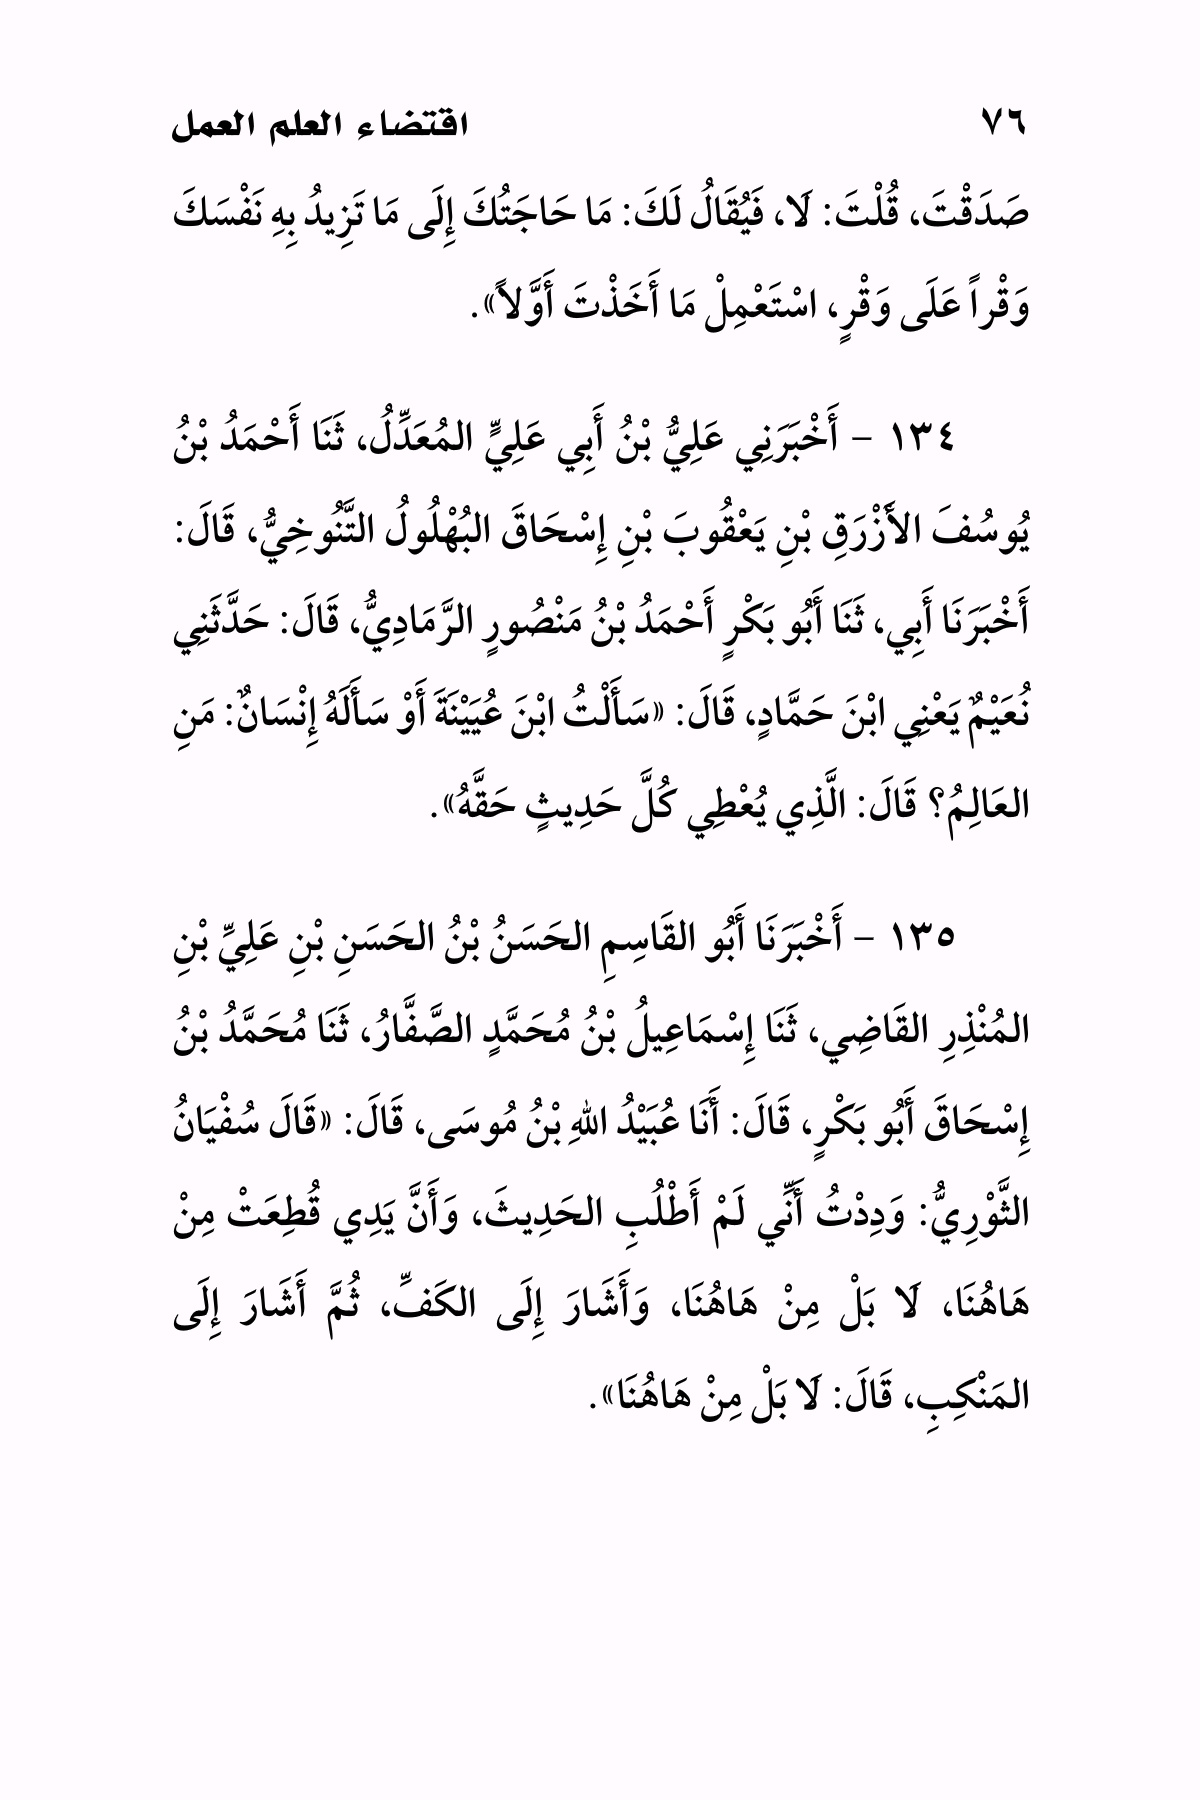 ٧٦ اقتضاء العلم العمل
صَدَقْتَ، قُلْتَ: لَا، فَيُقَالُ لَكَ: مَا حَاجَتُكَ إِلَى مَا تَزِيدُ بِهِ نَفْسَكَ
وَقْراً عَلَى وَقْرٍ، اسْتَعْمِلْ مَا أَخَذْتَ أَوَّلاً».
١٣٤ – أَخْبَرَنِي عَلِيُّ بْنُ أَبِي عَلِيٍّ المُعَدِّلُ، ثَنَا أَحْمَدُ بْنُ
يُوسُفَ الأَزْرَقِ بْنِ يَعْقُوبَ بْنِ إِسْحَاقَ البُهْلُولُ التَّنُوخِيُّ، قَالَ:
أَخْبَرَنَا أَبِي، ثَنَا أَبُو بَكْرٍ أَحْمَدُ بْنُ مَنْصُورٍ الرَّمَادِيُّ، قَالَ: حَدَّثَنِي
نُعَيْمٌ يَعْنِي ابْنَ حَمَّادٍ، قَالَ: «سَأَلْتُ ابْنَ عُيَيْنَةَ أَوْ سَأَلَهُ إِنْسَانٌ: مَنِ
العَالِمُ؟ قَالَ: الَّذِي يُعْطِي كُلَّ حَدِيثٍ حَقَّهُ».
١٣٥ – أَخْبَرَنَا أَبُو القَاسِمِ الحَسَنُ بْنُ الحَسَنِ بْنِ عَلِيِّ بْنِ
المُنْذِرِ القَاضِي، ثَنَا إِسْمَاعِيلُ بْنُ مُحَمَّدٍ الصَّفَّارُ، ثَنَا مُحَمَّدُ بْنُ
إِسْحَاقَ أَبُو بَكْرٍ، قَالَ: أَنَا عُبَيْدُ اللهِ بْنُ مُوسَى، قَالَ: «قَالَ سُفْيَانُ
الثَّوْرِيُّ: وَدِدْتُ أَنِّي لَمْ أَطْلُبِ الحَدِيثَ، وَأَنَّ يَدِي قُطِعَتْ مِنْ
هَاهُنَا، لَا بَلْ مِنْ هَاهُنَا، وَأَشَارَ إِلَى الكَفِّ، ثُمَّ أَشَارَ إِلَى
المَنْكِبِ، قَالَ: لَا بَلْ مِنْ هَاهُنَا».